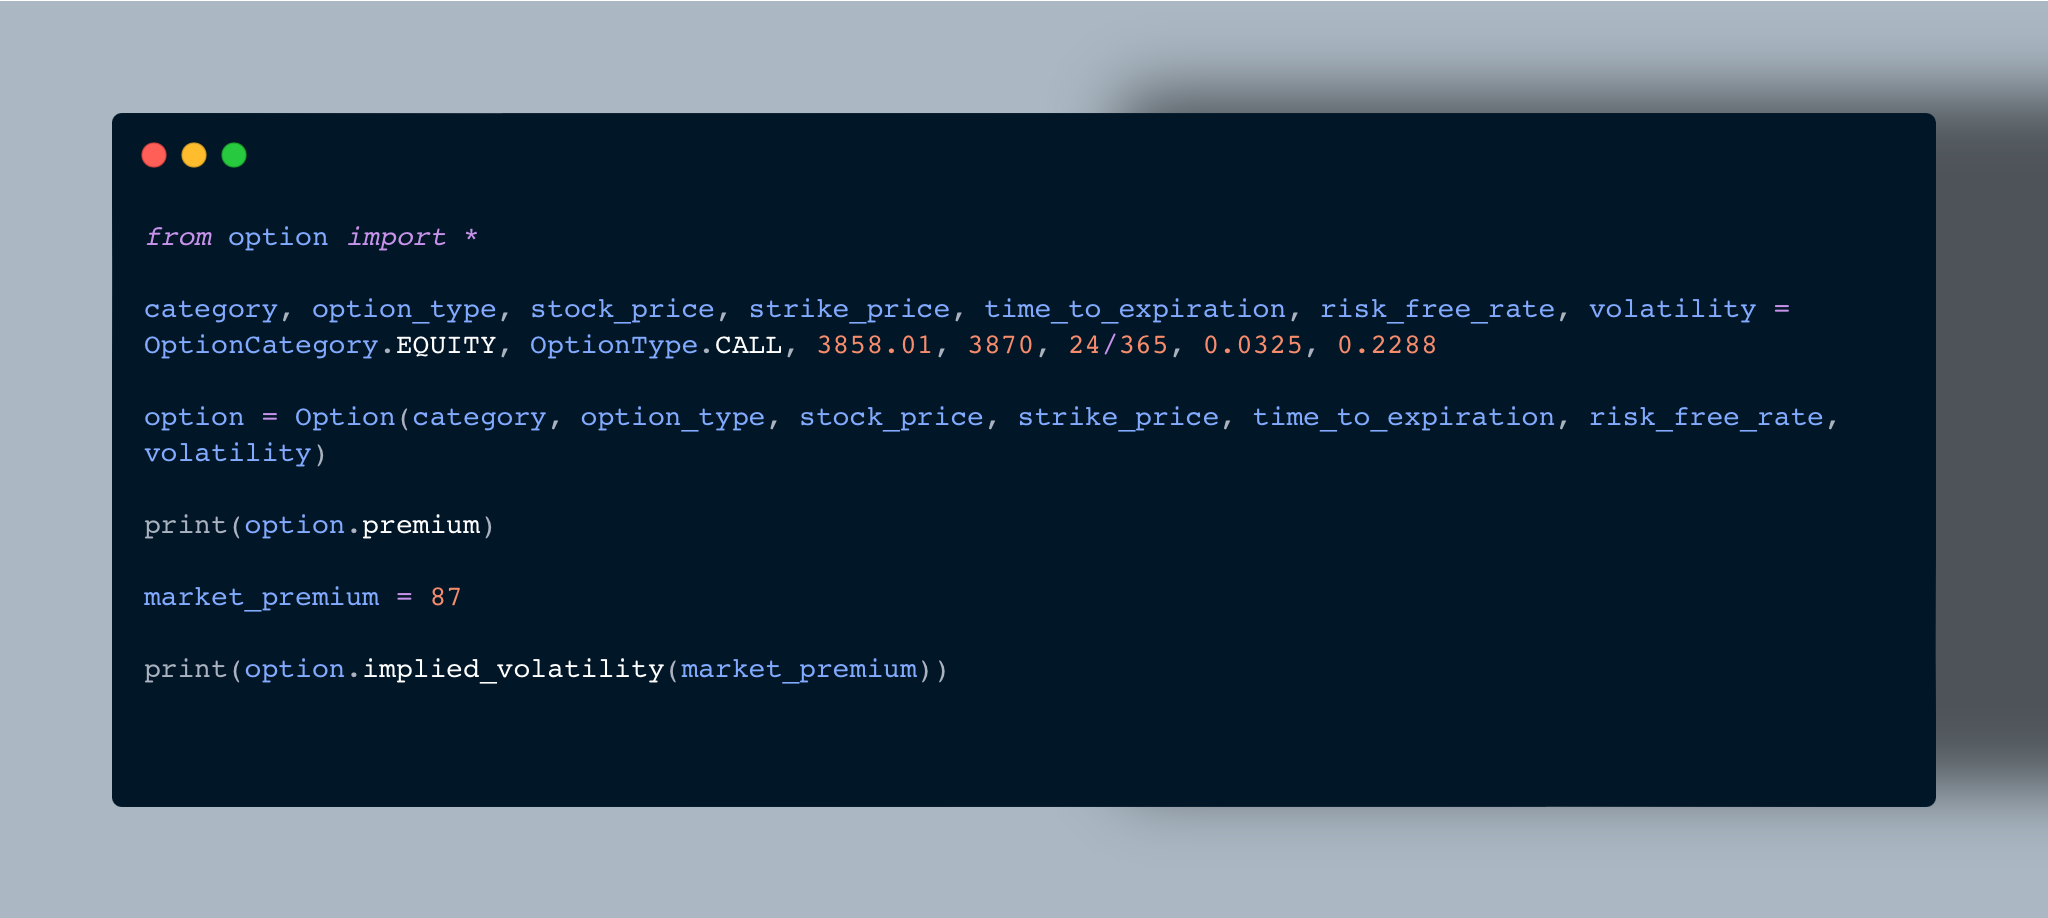 from option import *
category, option_type, stock_price, strike_price, time_to_expiration, risk_free_rate, volatility =
OptionCategory.EQUITY, OptionType.CALL, 3858.01, 3870, 24/365, 0.0325, 0.2288
option = Option(category, option_type, stock_price, strike_price, time_to_expiration, risk_free_rate,
volatility)
print(option.premium)
market_premium = 87
print(option.implied_volatility(market_premium))